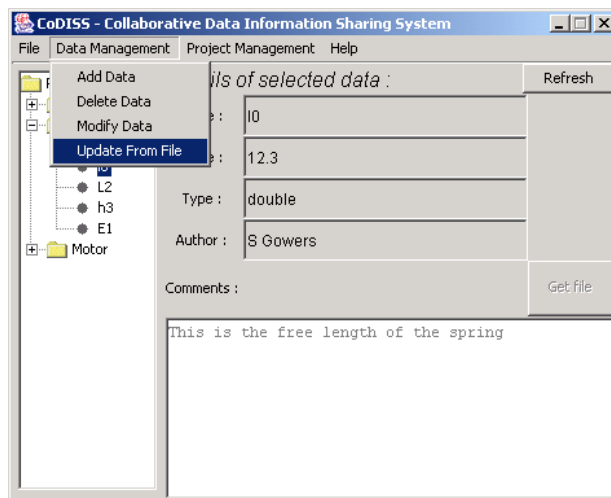 CoDISS - Collaborative Data Information Sharing System
File Data Management Project Management Help
Add Data
Delete Data
Modify Data
Update From File
of selected data :
Refresh
l0
12.3
Type : double
Author : S Gowers
L2
h3
E1
Motor
Comments :
Get file
This is the free length of the spring